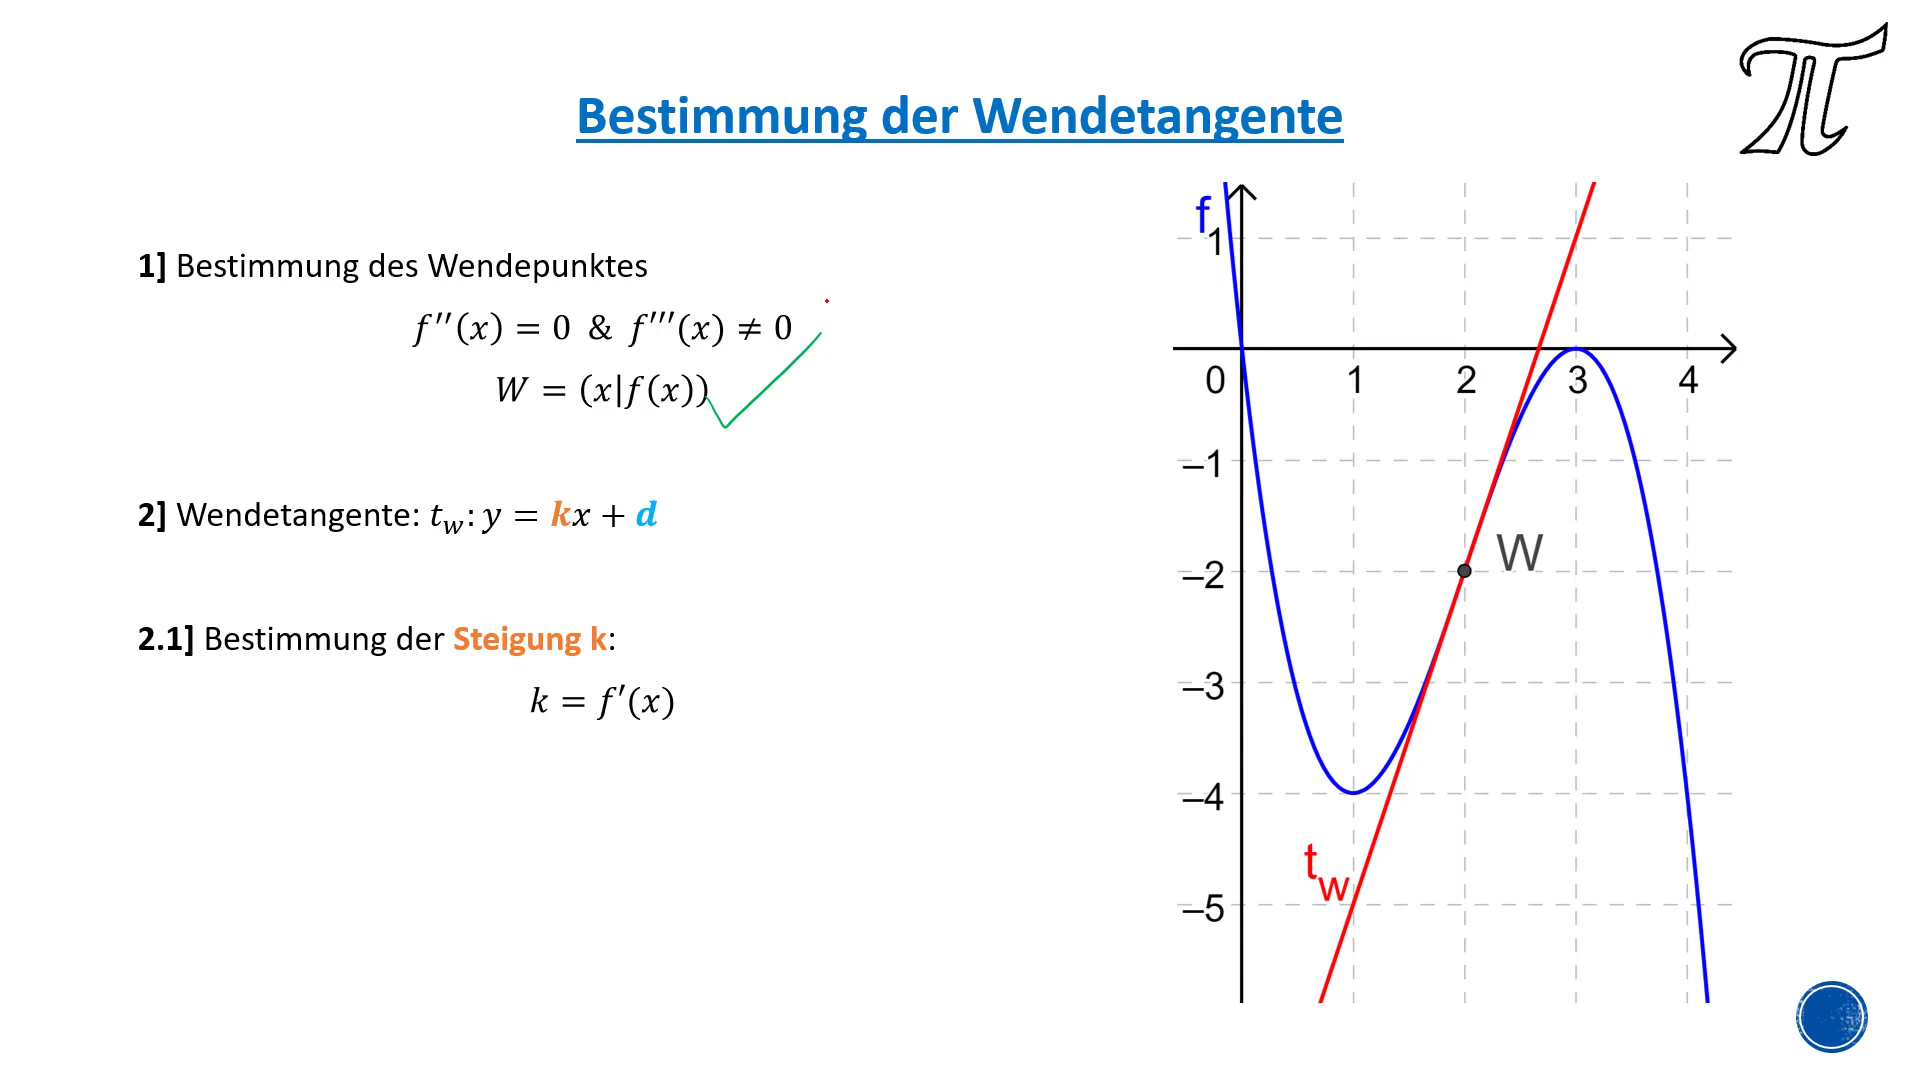 Bestimmung der Wendetangente
1] Bestimmung des Wendepunktes
f′′(x) = 0 & f′′′(x) ≠ 0
W = (x|f(x))
2] Wendetangente: t_w: y = kx + d
2.1] Bestimmung der Steigung k:
k = f′(x)
π
f
1
0 1 2 3 4
–1
W
–2
–3
–4
t_w
–5